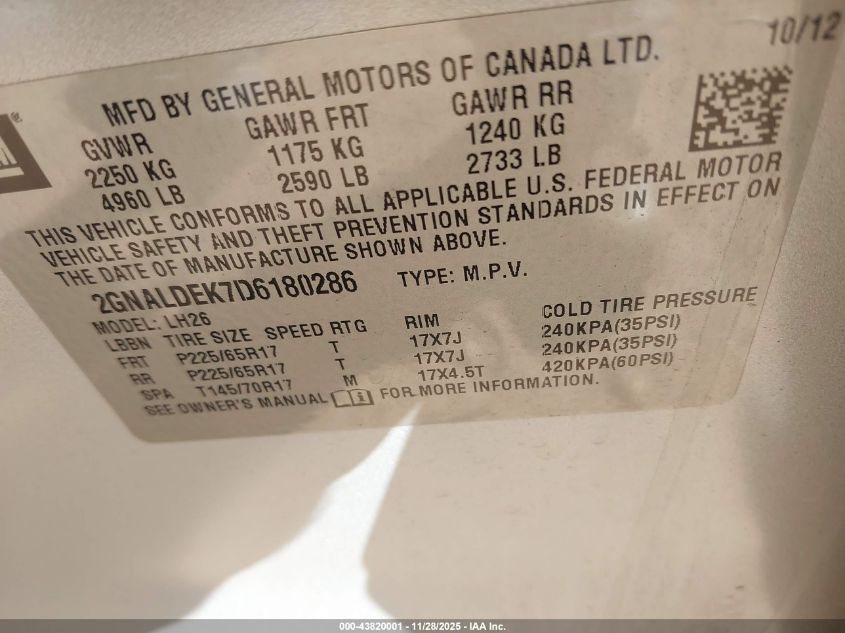 10/12
MFD BY GENERAL MOTORS OF CANADA LTD.
GVWR GAWR FRT GAWR RR
2250 KG 1175 KG 1240 KG
4960 LB 2590 LB 2733 LB
THIS VEHICLE CONFORMS TO ALL APPLICABLE U.S. FEDERAL MOTOR
VEHICLE SAFETY AND THEFT PREVENTION STANDARDS IN EFFECT ON
THE DATE OF MANUFACTURE SHOWN ABOVE.
2GNALDEK7D6180286 TYPE: M.P.V.
MODEL: LH26
LBBN TIRE SIZE SPEED RTG RIM COLD TIRE PRESSURE
FRT P225/65R17 T 17X7J 240KPA(35PSI)
RR P225/65R17 T 17X7J 240KPA(35PSI)
SPA T145/70R17 M 17X4.5T 420KPA(60PSI)
SEE OWNER'S MANUAL FOR MORE INFORMATION.
000-43820001 - 11/28/2025 - IAA Inc.